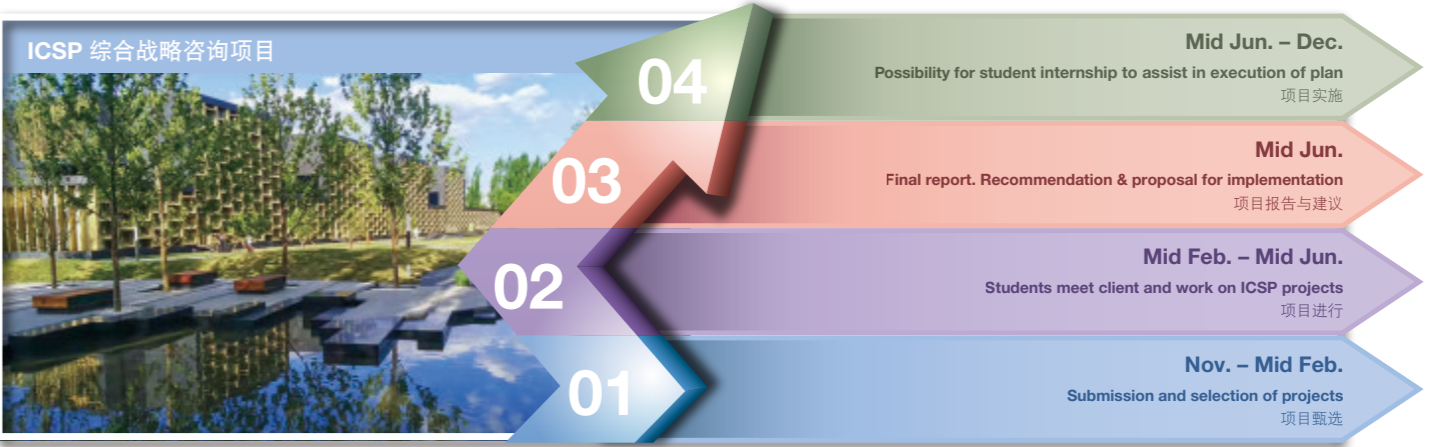 ICSP 综合战略咨询项目
04
Mid Jun. – Dec.
Possibility for student internship to assist in execution of plan
项目实施
03
Mid Jun.
Final report. Recommendation & proposal for implementation
项目报告与建议
02
Mid Feb. – Mid Jun.
Students meet client and work on ICSP projects
项目进行
01
Nov. – Mid Feb.
Submission and selection of projects
项目甄选